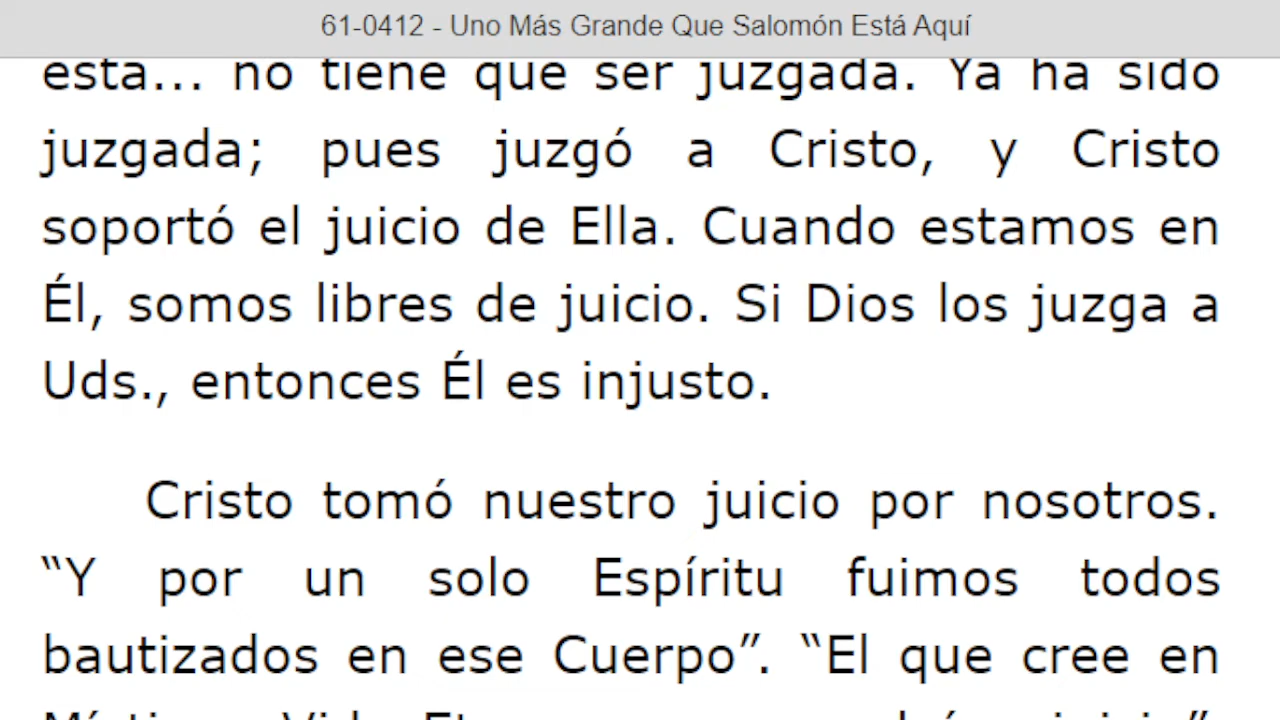 61-0412 - Uno Más Grande Que Salomón Está Aquí
esta... no tiene que ser juzgada. Ya ha sido
juzgada; pues juzgó a Cristo, y Cristo
soportó el juicio de Ella. Cuando estamos en
Él, somos libres de juicio. Si Dios los juzga a
Uds., entonces Él es injusto.
Cristo tomó nuestro juicio por nosotros.
“Y por un solo Espíritu fuimos todos
bautizados en ese Cuerpo”. “El que cree en